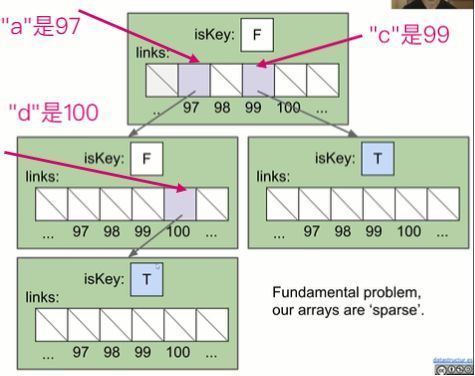 "a"是97
"c"是99
isKey: F
links:
... 97 98 99 100 ...
"d"是100
isKey: F
links:
... 97 98 99 100 ...
isKey: T
links:
... 97 98 99 100 ...
isKey: T
links:
... 97 98 99 100 ...
Fundamental problem,
our arrays are ‘sparse’.
datastructur.es